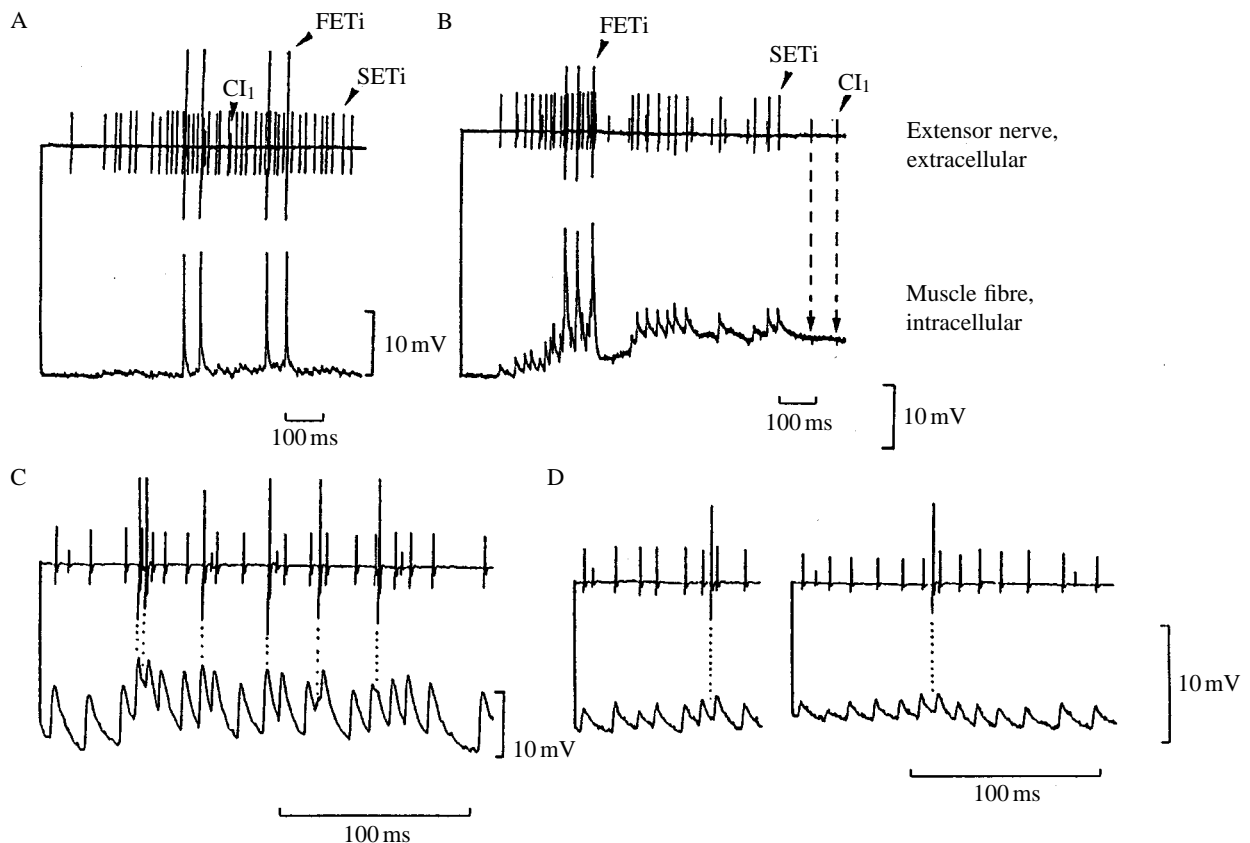 A
FETi
CI₁
SETi
10 mV
100 ms
B
FETi
SETi
CI₁
Extensor nerve,
extracellular
Muscle fibre,
intracellular
100 ms
10 mV
C
10 mV
100 ms
D
10 mV
100 ms